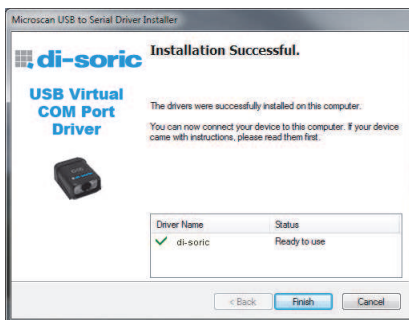 Microscan USB to Serial Driver Installer
di-soric
Installation Successful.
USB Virtual
COM Port
Driver
The drivers were successfully installed on this computer.
You can now connect your device to this computer. If your device
came with instructions, please read them first.
Driver Name Status
di-soric Ready to use
< Back Finish Cancel